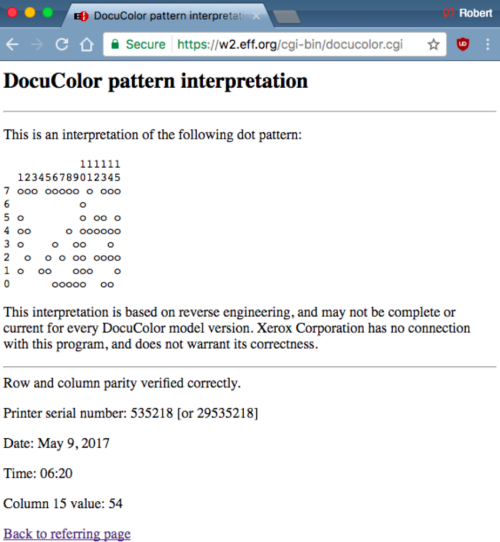 DocuColor pattern interpretat
Robert
Secure https://w2.eff.org/cgi-bin/docucolor.cgi
DocuColor pattern interpretation
This is an interpretation of the following dot pattern:
           111111
  123456789012345
7 ooo ooooo o ooo
6          o
5 o        o oo o
4 oo     o oooooo
3 o    o  oo   o
2  o  o o oo oooo
1 o  oo   ooo   o
0      ooooo  oo
This interpretation is based on reverse engineering, and may not be complete or
current for every DocuColor model version. Xerox Corporation has no connection
with this program, and does not warrant its correctness.
Row and column parity verified correctly.
Printer serial number: 535218 [or 29535218]
Date: May 9, 2017
Time: 06:20
Column 15 value: 54
Back to referring page